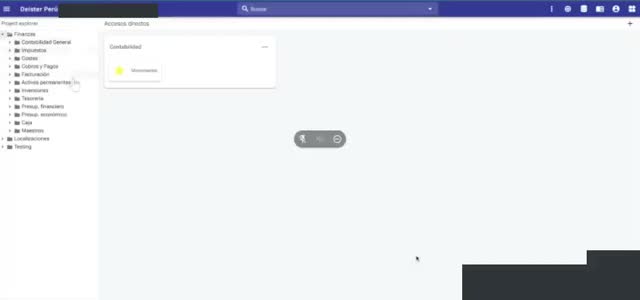 Deister Perú
Buscar
Project explorer
Accesos directos
Finanzas
Contabilidad General
Impuestos
Costes
Cobros y Pagos
Facturación
Activos permanentes
Inversiones
Tesorería
Presup. financiero
Presup. económico
Caja
Maestros
Localizaciones
Testing
Contabilidad
Movimientos